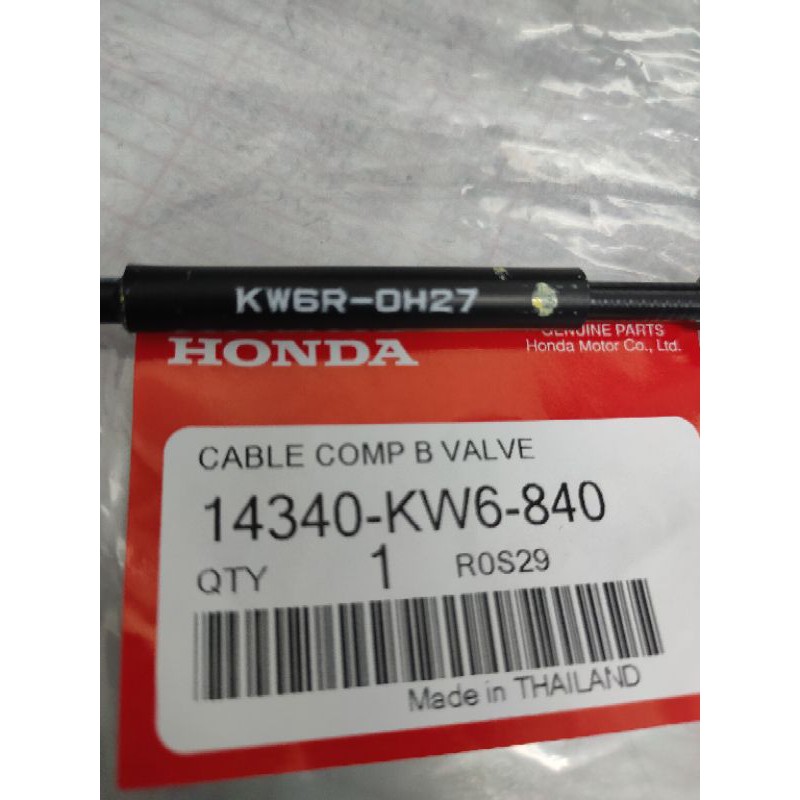 KW6R-0H27
HONDA
GENUINE PARTS
Honda Motor Co., Ltd.
CABLE COMP B VALVE
14340-KW6-840
QTY 1 R0S29
Made in THAILAND